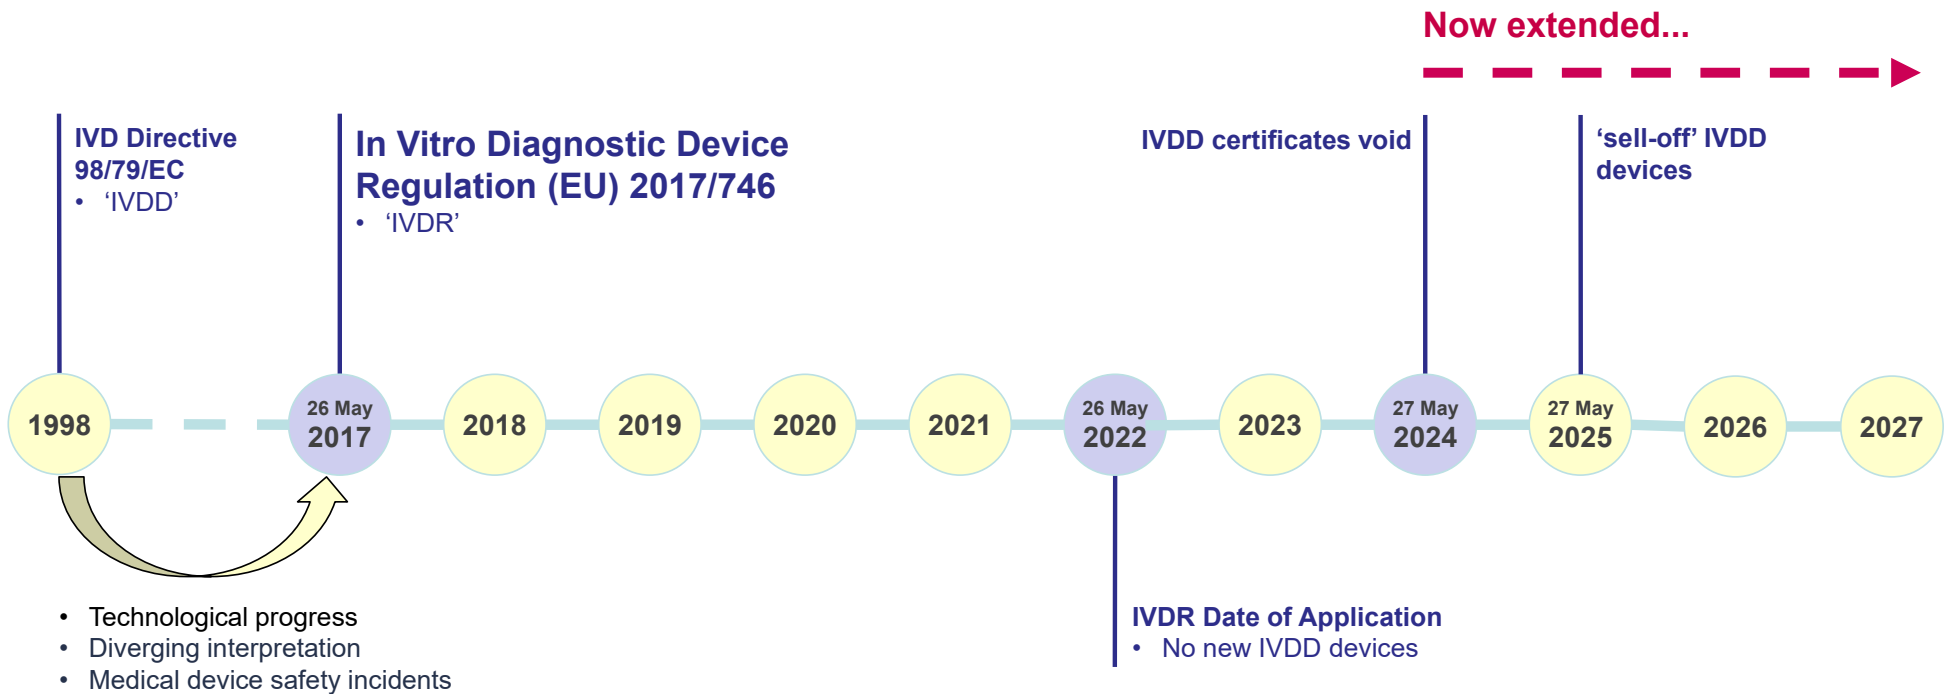 Now extended...
IVD Directive
98/79/EC
• ‘IVDD’
In Vitro Diagnostic Device
Regulation (EU) 2017/746
• ‘IVDR’
IVDD certificates void
‘sell-off’ IVDD
devices
1998
26 May
2017
2018
2019
2020
2021
26 May
2022
2023
27 May
2024
27 May
2025
2026
2027
• Technological progress
• Diverging interpretation
• Medical device safety incidents
IVDR Date of Application
• No new IVDD devices